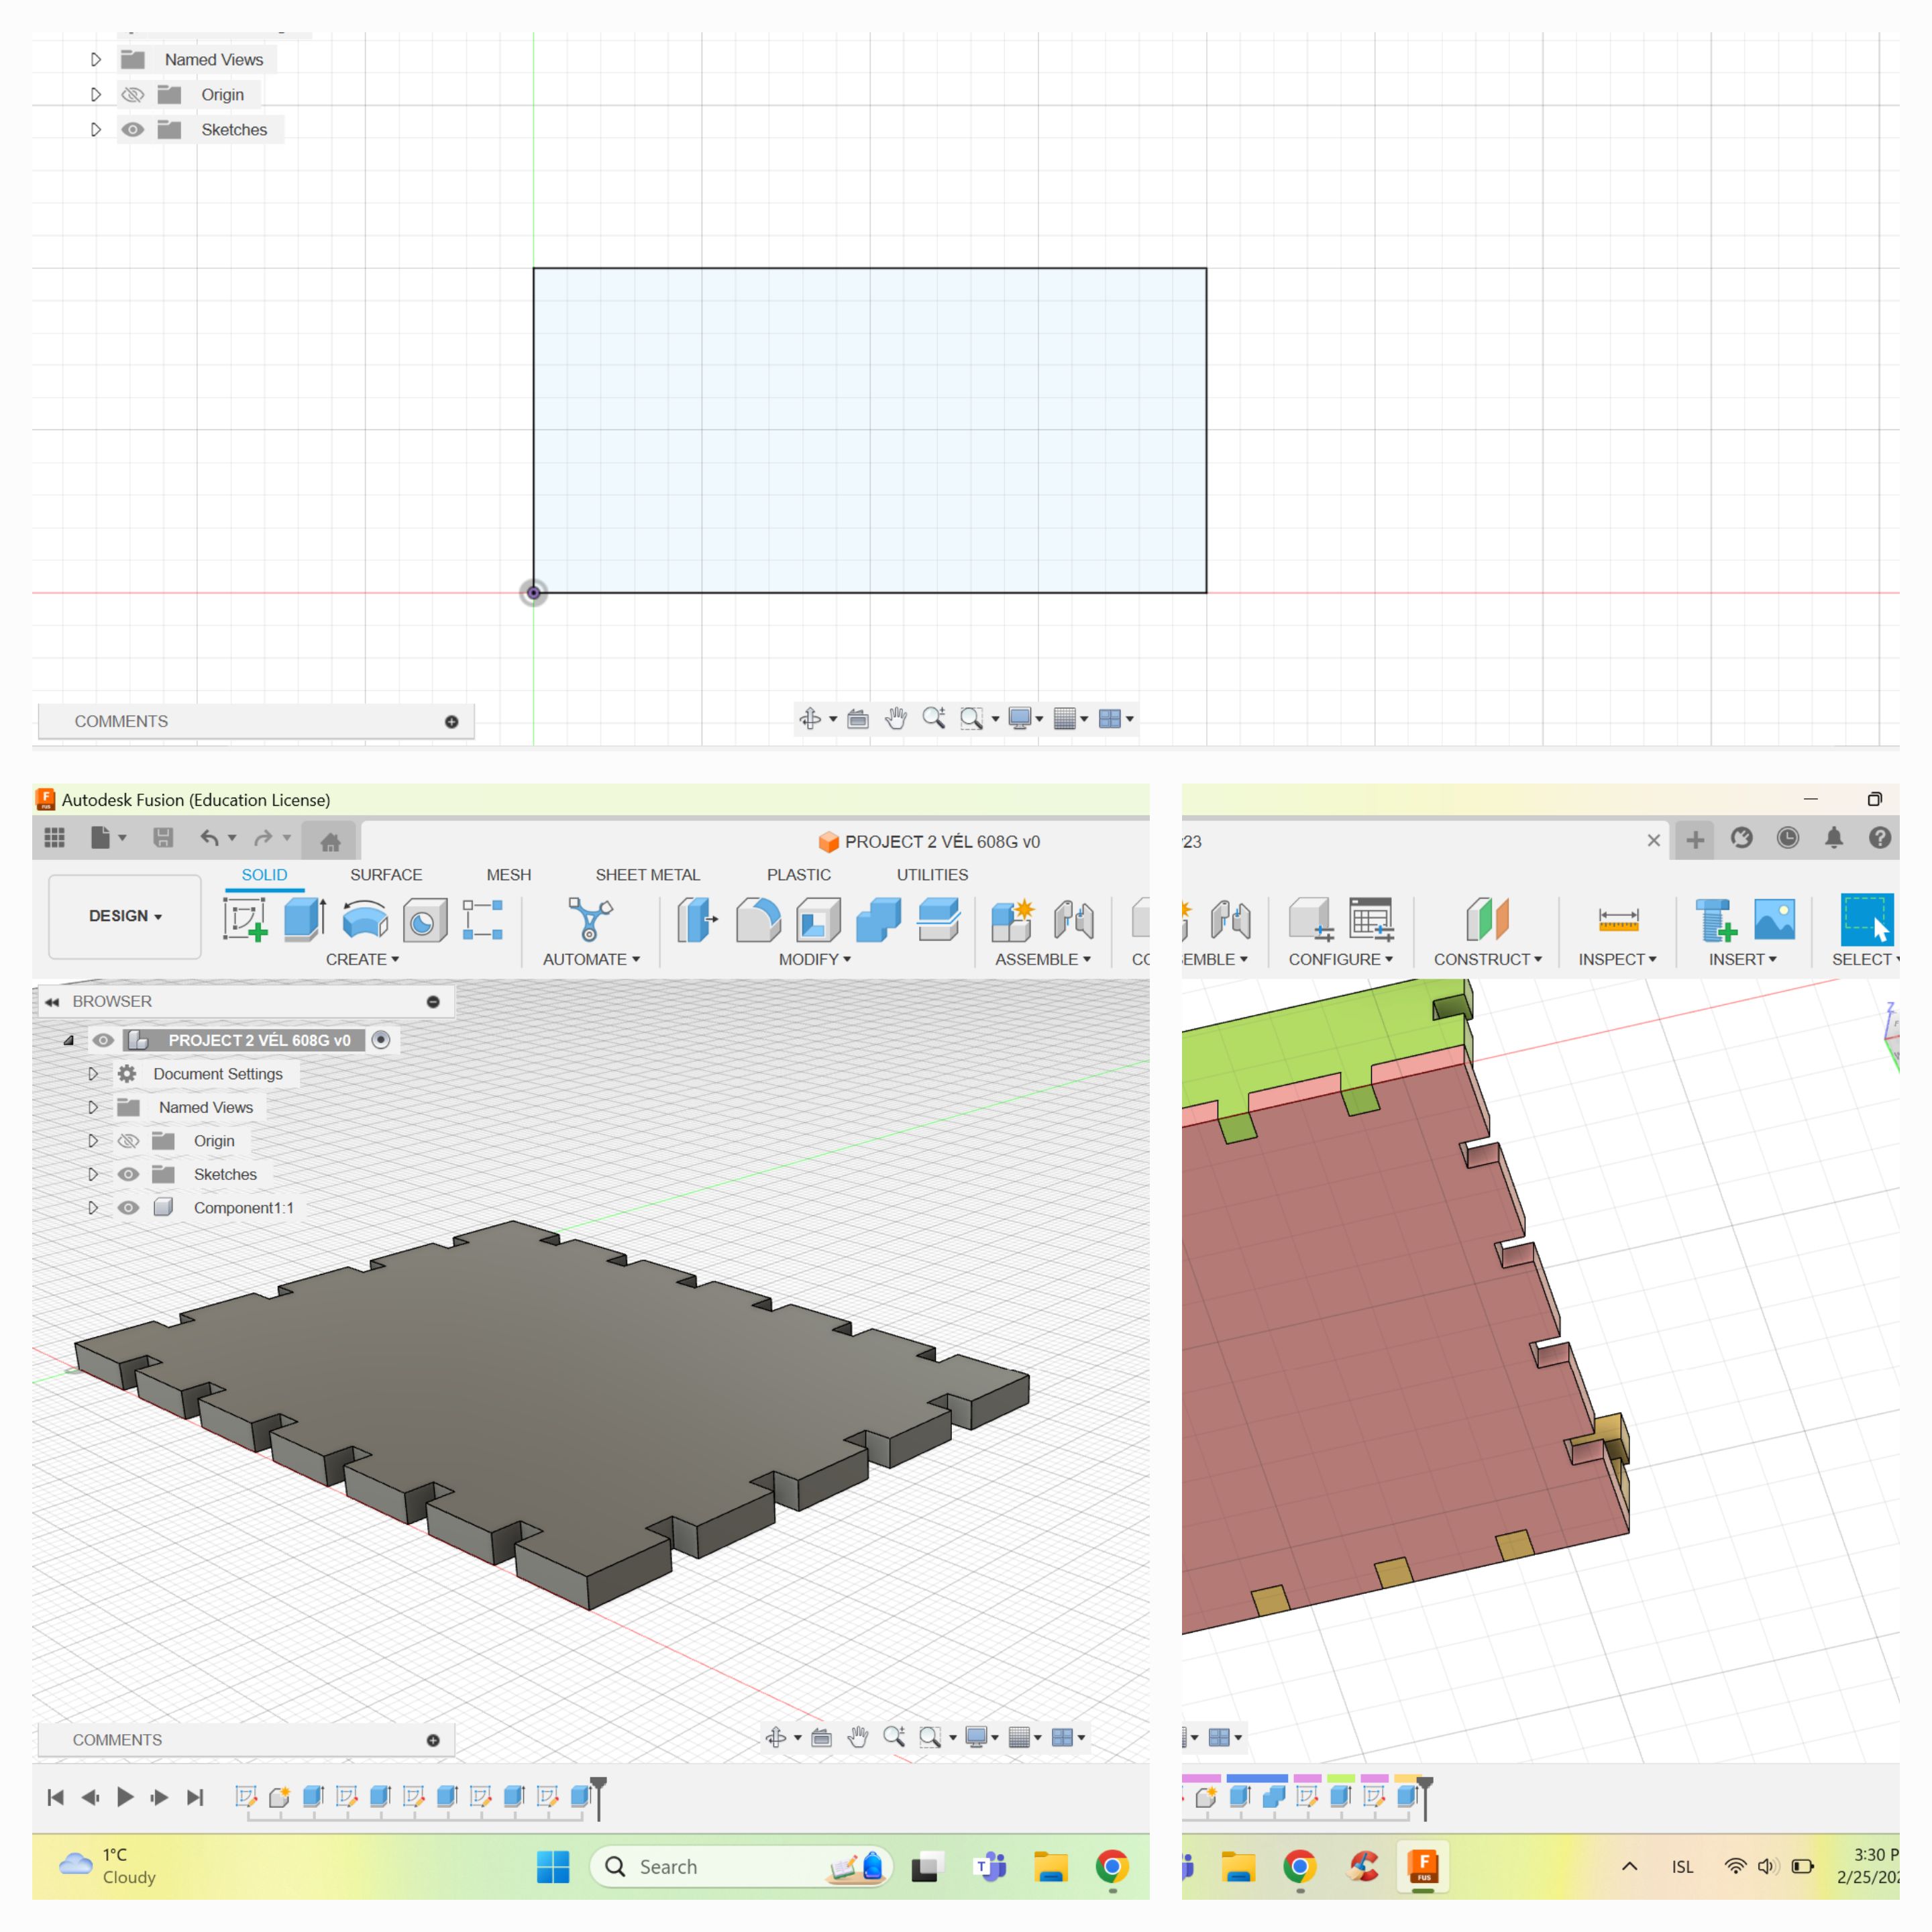 Named Views
Origin
Sketches
COMMENTS
Autodesk Fusion (Education License)
PROJECT 2 VÉL 608G v0
SOLID SURFACE MESH SHEET METAL PLASTIC UTILITIES
DESIGN
CREATE AUTOMATE MODIFY ASSEMBLE CO
BROWSER
PROJECT 2 VÉL 608G v0
Document Settings
Named Views
Origin
Sketches
Component1:1
COMMENTS
1°C
Cloudy
Search
23
EMBLE CONFIGURE CONSTRUCT INSPECT INSERT SELECT
Z
3:30 P
ISL
2/25/202